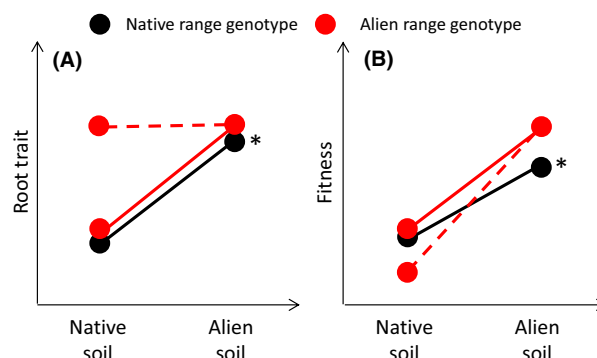 Native range genotype
Alien range genotype
(A)
(B)
Root trait
Fitness
*
*
Native
soil
Alien
soil
Native
soil
Alien
soil